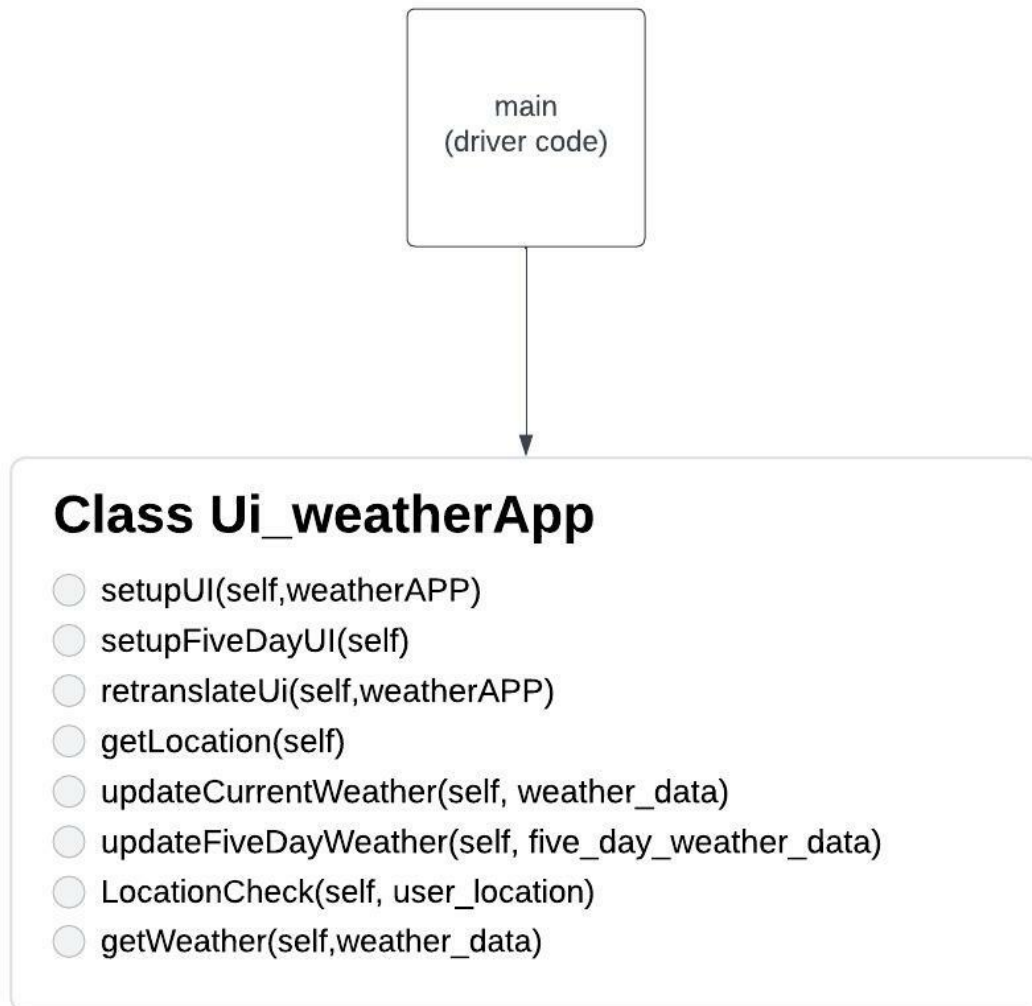 main
(driver code)
Class Ui_weatherApp
setupUI(self,weatherAPP)
setupFiveDayUI(self)
retranslateUi(self,weatherAPP)
getLocation(self)
updateCurrentWeather(self, weather_data)
updateFiveDayWeather(self, five_day_weather_data)
LocationCheck(self, user_location)
getWeather(self,weather_data)